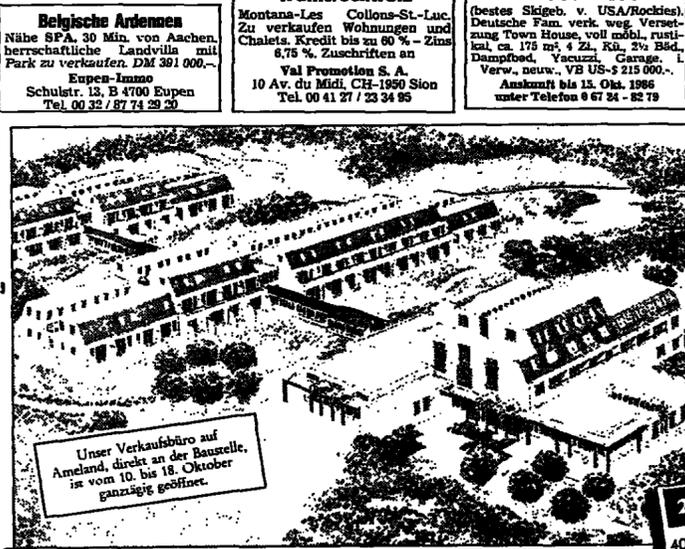 Belgische Ardennen
Nähe SPA, 30 Min. von Aachen,
herrschaftliche Landvilla mit
Park zu verkaufen. DM 391 000,-.
Eupen-Immo
Schulstr. 13, B 4700 Eupen
Tel. 00 32 / 87 74 29 20
Montana-Les Collons-St.-Luc.
Zu verkaufen Wohnungen und
Chalets. Kredit bis zu 60 % – Zins
6,75 %. Zuschriften an
Val Promotion S. A.
10 Av. du Midi, CH-1950 Sion
Tel. 00 41 27 / 23 34 95
(bestes Skigeb. v. USA/Rockies).
Deutsche Fam. verk. weg. Verset-
zung Town House, voll möbl., rusti-
kal, ca. 175 m², 4 Zi., Kü., 2½ Bäd.,
Dampfbad, Yacuzzi, Garage. i.
Verw., neuw., VB US-$ 215 000.-.
Auskunft bis 15. Okt. 1986
unter Telefon 0 67 24 - 82 79
Unser Verkaufsbüro auf
Ameland, direkt an der Baustelle,
ist vom 10. bis 18. Oktober
ganztägig geöffnet.